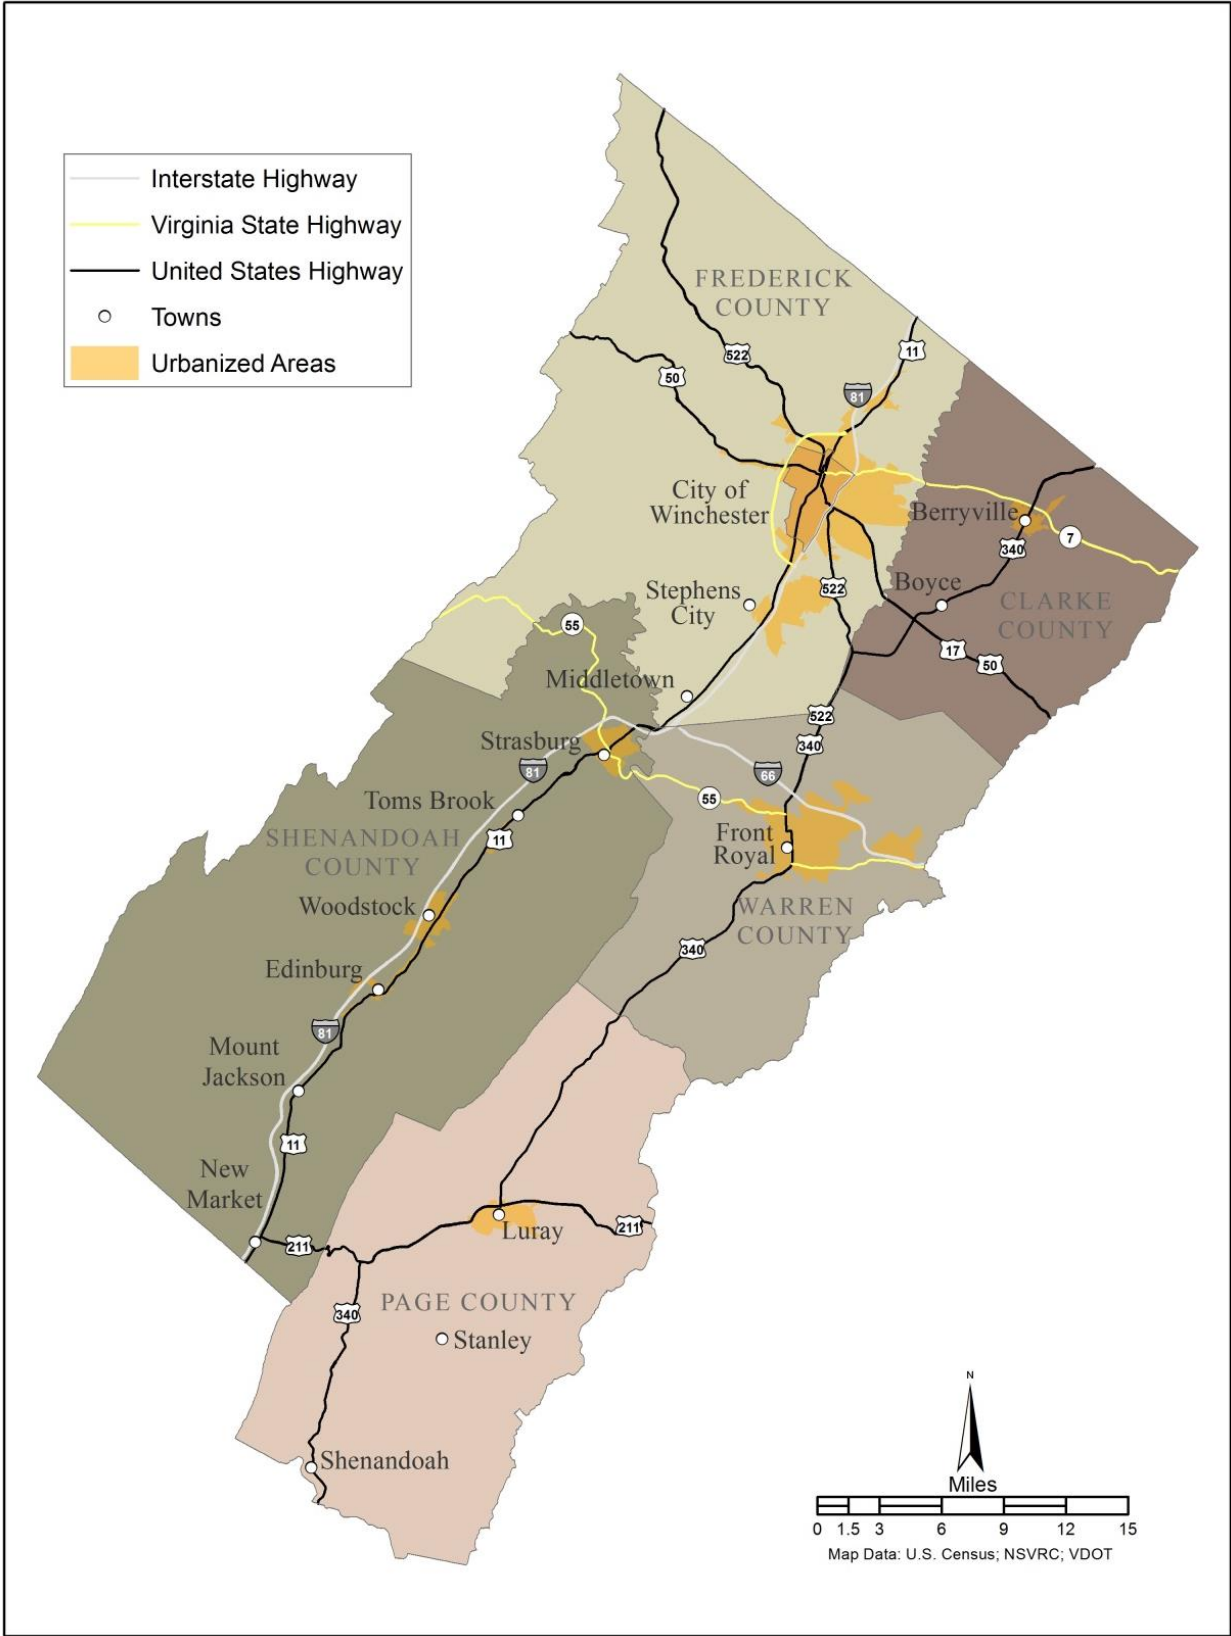 Interstate Highway
Virginia State Highway
United States Highway
Towns
Urbanized Areas
FREDERICK
COUNTY
522
11
50
81
City of
Winchester
Berryville
7
340
Stephens
City
522
Boyce
CLARKE
COUNTY
55
17
50
Middletown
522
Strasburg
340
81
66
Toms Brook
55
SHENANDOAH
COUNTY
11
Front
Royal
Woodstock
WARREN
COUNTY
340
Edinburg
81
Mount
Jackson
11
New
Market
211
Luray
211
PAGE COUNTY
340
Stanley
Shenandoah
N
Miles
0 1.5 3 6 9 12 15
Map Data: U.S. Census; NSVRC; VDOT